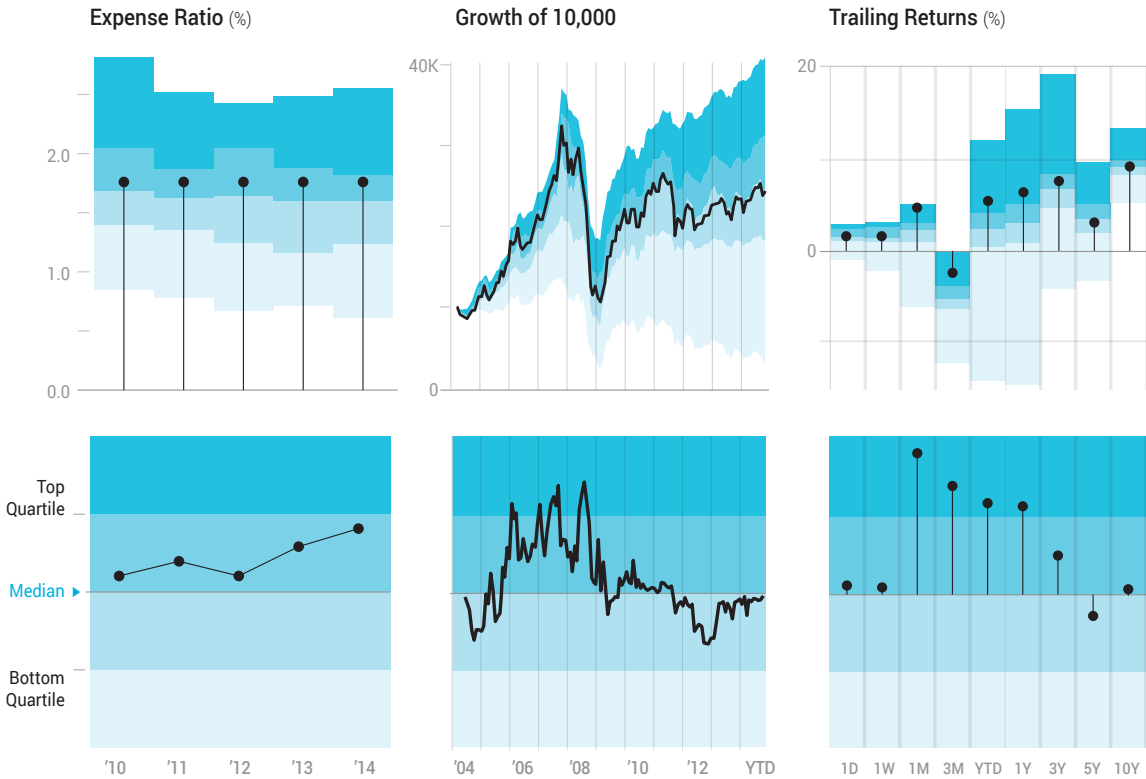 Expense Ratio (%)
2.0
1.0
0.0
Growth of 10,000
40K
0
Trailing Returns (%)
20
10
0
Top
Quartile
Median
Bottom
Quartile
’10 ’11 ’12 ’13 ’14
’04 ’06 ’08 ’10 ’12 YTD
1D 1W 1M 3M YTD 1Y 3Y 5Y 10Y